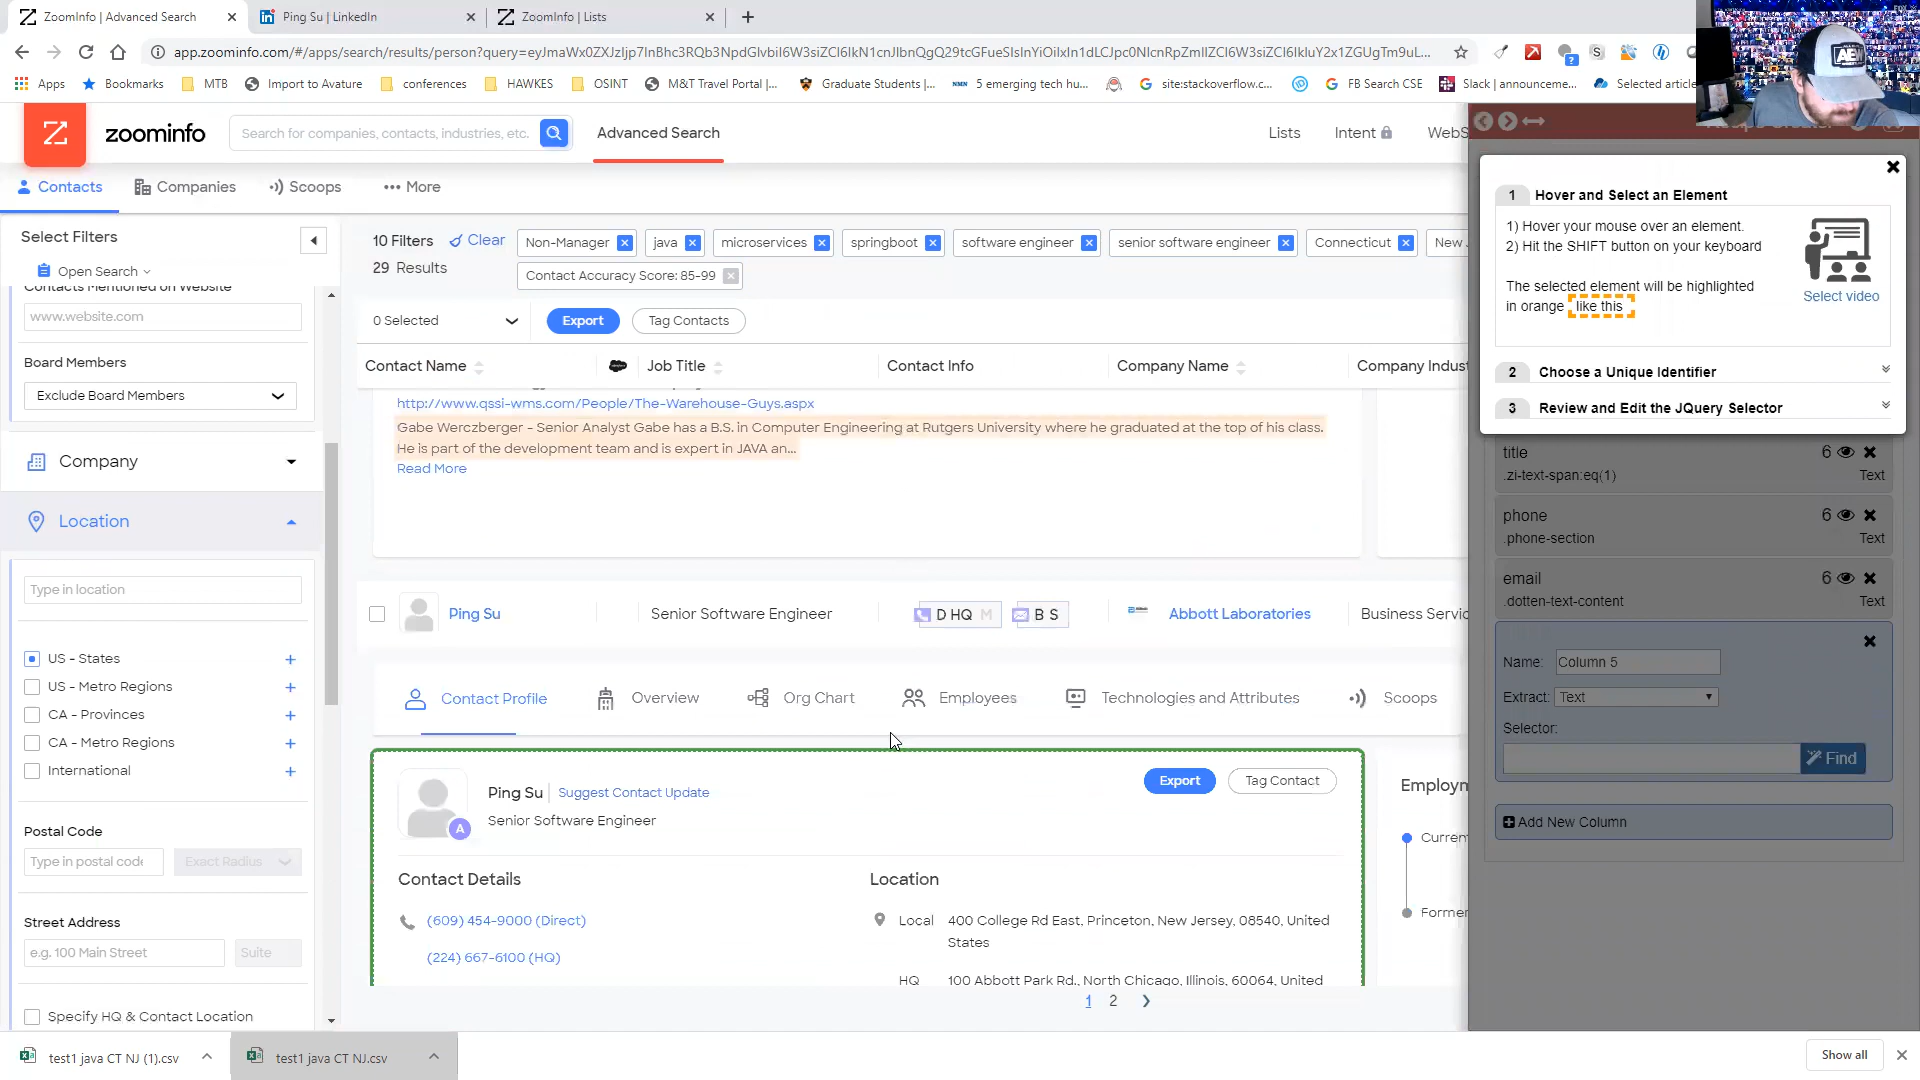 ZoomInfo | Advanced Search
Ping Su | LinkedIn
ZoomInfo | Lists
app.zoominfo.com/#/apps/search/results/person?query=
Apps
Bookmarks
MTB
Import to Avature
conferences
HAWKES
OSINT
M&T Travel Portal |...
Graduate Students |...
5 emerging tech hu...
site:stackoverflow.c...
FB Search CSE
Slack | announceme...
Selected article
zoominfo
Search for companies, contacts, industries, etc.
Advanced Search
Lists
Intent
WebS
Contacts
Companies
Scoops
More
Select Filters
Open Search
Contacts Mentioned on Website
www.website.com
Board Members
Exclude Board Members
Company
Location
Type in location
US - States
US - Metro Regions
CA - Provinces
CA - Metro Regions
International
Postal Code
Type in postal code
Exact Radius
Street Address
e.g. 100 Main Street
Suite
Specify HQ & Contact Location
10 Filters
Clear
29 Results
Non-Manager
java
microservices
springboot
software engineer
senior software engineer
Connecticut
New
Contact Accuracy Score: 85-99
0 Selected
Export
Tag Contacts
Contact Name
Job Title
Contact Info
Company Name
Company Indust
http://www.qssi-wms.com/People/The-Warehouse-Guys.aspx
Gabe Werczberger - Senior Analyst Gabe has a B.S. in Computer Engineering at Rutgers University where he graduated at the top of his class.
He is part of the development team and is expert in JAVA an...
Read More
Ping Su
Senior Software Engineer
D HQ M
B S
Abbott Laboratories
Business Servic
Contact Profile
Overview
Org Chart
Employees
Technologies and Attributes
Scoops
A
Ping Su
Suggest Contact Update
Senior Software Engineer
Export
Tag Contact
Contact Details
(609) 454-9000 (Direct)
(224) 667-6100 (HQ)
Location
Local
400 College Rd East, Princeton, New Jersey, 08540, United
States
HQ
100 Abbott Park Rd., North Chicago, Illinois, 60064, United
Employm
Current
Former
1
2
1
Hover and Select an Element
1) Hover your mouse over an element.
2) Hit the SHIFT button on your keyboard
The selected element will be highlighted
in orange like this
Select video
2
Choose a Unique Identifier
3
Review and Edit the JQuery Selector
title
6
.zi-text-span:eq(1)
Text
phone
6
.phone-section
Text
email
6
.dotten-text-content
Text
Name:
Column 5
Extract:
Text
Selector:
Find
Add New Column
test1 java CT NJ (1).csv
test1 java CT NJ.csv
Show all